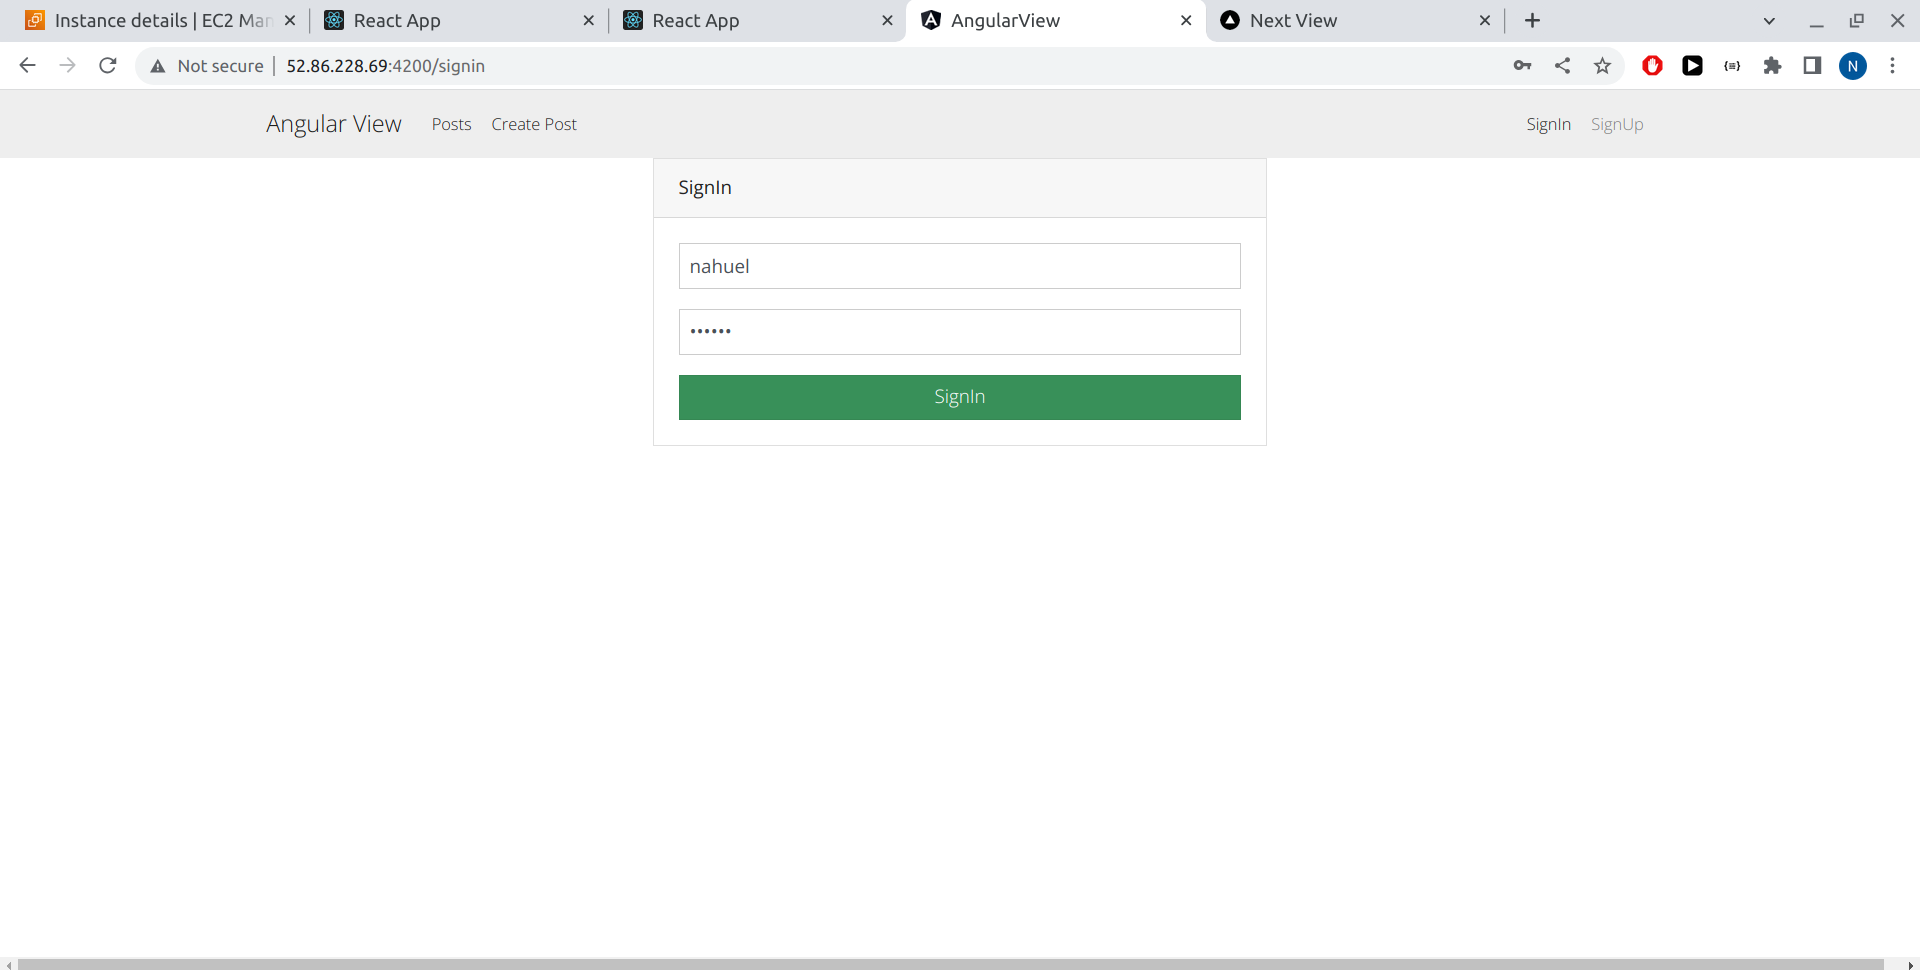 Instance details | EC2 Man
React App
React App
AngularView
Next View
Not secure
52.86.228.69:4200/signin
N
Angular View
Posts
Create Post
SignIn
SignUp
SignIn
nahuel
••••••
SignIn